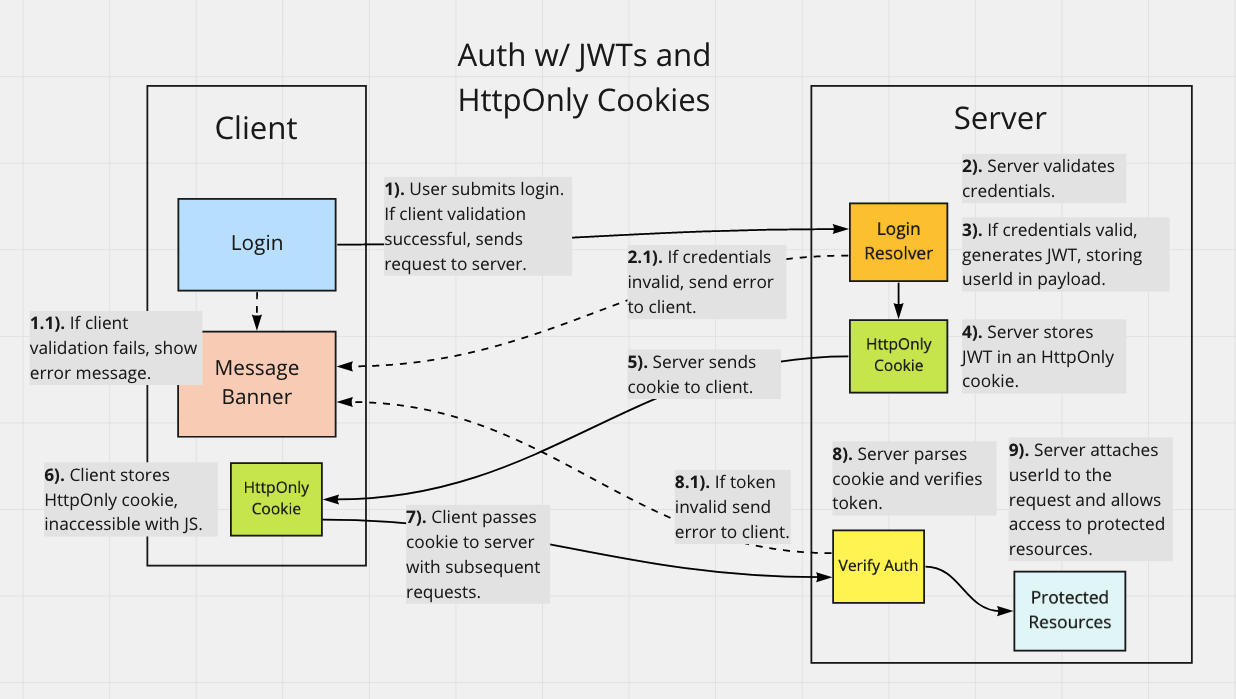 Auth w/ JWTs and
HttpOnly Cookies
Client
Server
Login
1). User submits login.
If client validation
successful, sends
request to server.
Login
Resolver
2). Server validates
credentials.
3). If credentials valid,
generates JWT, storing
userId in payload.
2.1). If credentials
invalid, send error
to client.
1.1). If client
validation fails, show
error message.
Message
Banner
HttpOnly
Cookie
4). Server stores
JWT in an HttpOnly
cookie.
5). Server sends
cookie to client.
6). Client stores
HttpOnly cookie,
inaccessible with JS.
HttpOnly
Cookie
7). Client passes
cookie to server
with subsequent
requests.
8). Server parses
cookie and verifies
token.
8.1). If token
invalid send
error to client.
Verify Auth
9). Server attaches
userId to the
request and allows
access to protected
resources.
Protected
Resources